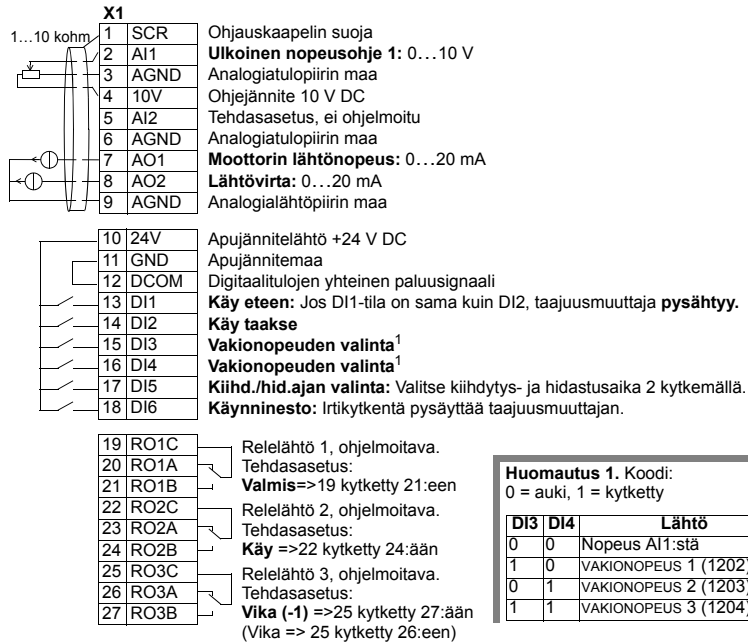 X1
1…10 kohm
1 SCR Ohjauskaapelin suoja
2 AI1 Ulkoinen nopeusohje 1: 0…10 V
3 AGND Analogiatulopiirin maa
4 10V Ohjejännite 10 V DC
5 AI2 Tehdasasetus, ei ohjelmoitu
6 AGND Analogiatulopiirin maa
7 AO1 Moottorin lähtönopeus: 0…20 mA
8 AO2 Lähtövirta: 0…20 mA
9 AGND Analogialähtöpiirin maa
10 24V Apujännitelähtö +24 V DC
11 GND Apujännitemaa
12 DCOM Digitaalitulojen yhteinen paluusignaali
13 DI1 Käy eteen: Jos DI1-tila on sama kuin DI2, taajuusmuuttaja pysähtyy.
14 DI2 Käy taakse
15 DI3 Vakionopeuden valinta1
16 DI4 Vakionopeuden valinta1
17 DI5 Kiihd./hid.ajan valinta: Valitse kiihdytys- ja hidastusaika 2 kytkemällä.
18 DI6 Käynninesto: Irtikytkentä pysäyttää taajuusmuuttajan.
19 RO1C Relelähtö 1, ohjelmoitava.
20 RO1A Tehdasasetus:
21 RO1B Valmis=>19 kytketty 21:een
22 RO2C Relelähtö 2, ohjelmoitava.
23 RO2A Tehdasasetus:
24 RO2B Käy =>22 kytketty 24:ään
25 RO3C Relelähtö 3, ohjelmoitava.
26 RO3A Tehdasasetus:
27 RO3B Vika (-1) =>25 kytketty 27:ään
(Vika => 25 kytketty 26:een)
Huomautus 1. Koodi:
0 = auki, 1 = kytketty
DI3 DI4 Lähtö
0 0 Nopeus AI1:stä
1 0 VAKIONOPEUS 1 (1202)
0 1 VAKIONOPEUS 2 (1203)
1 1 VAKIONOPEUS 3 (1204)